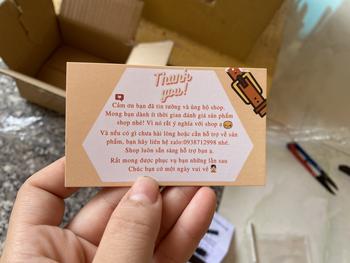 Thank
you!
Cảm ơn bạn đã tin tưởng và ủng hộ shop.
Mong bạn dành ít thời gian đánh giá sản phẩm
shop nhé! Vì nó rất ý nghĩa với shop ạ
Và nếu có gì chưa hài lòng hoặc cần hỗ trợ về sản
phẩm, bạn hãy liên hệ zalo:0938712998 nhé.
Shop luôn sẵn sàng hỗ trợ bạn ạ.
Rất mong được phục vụ bạn những lần sau
Chúc bạn có một ngày vui vẻ